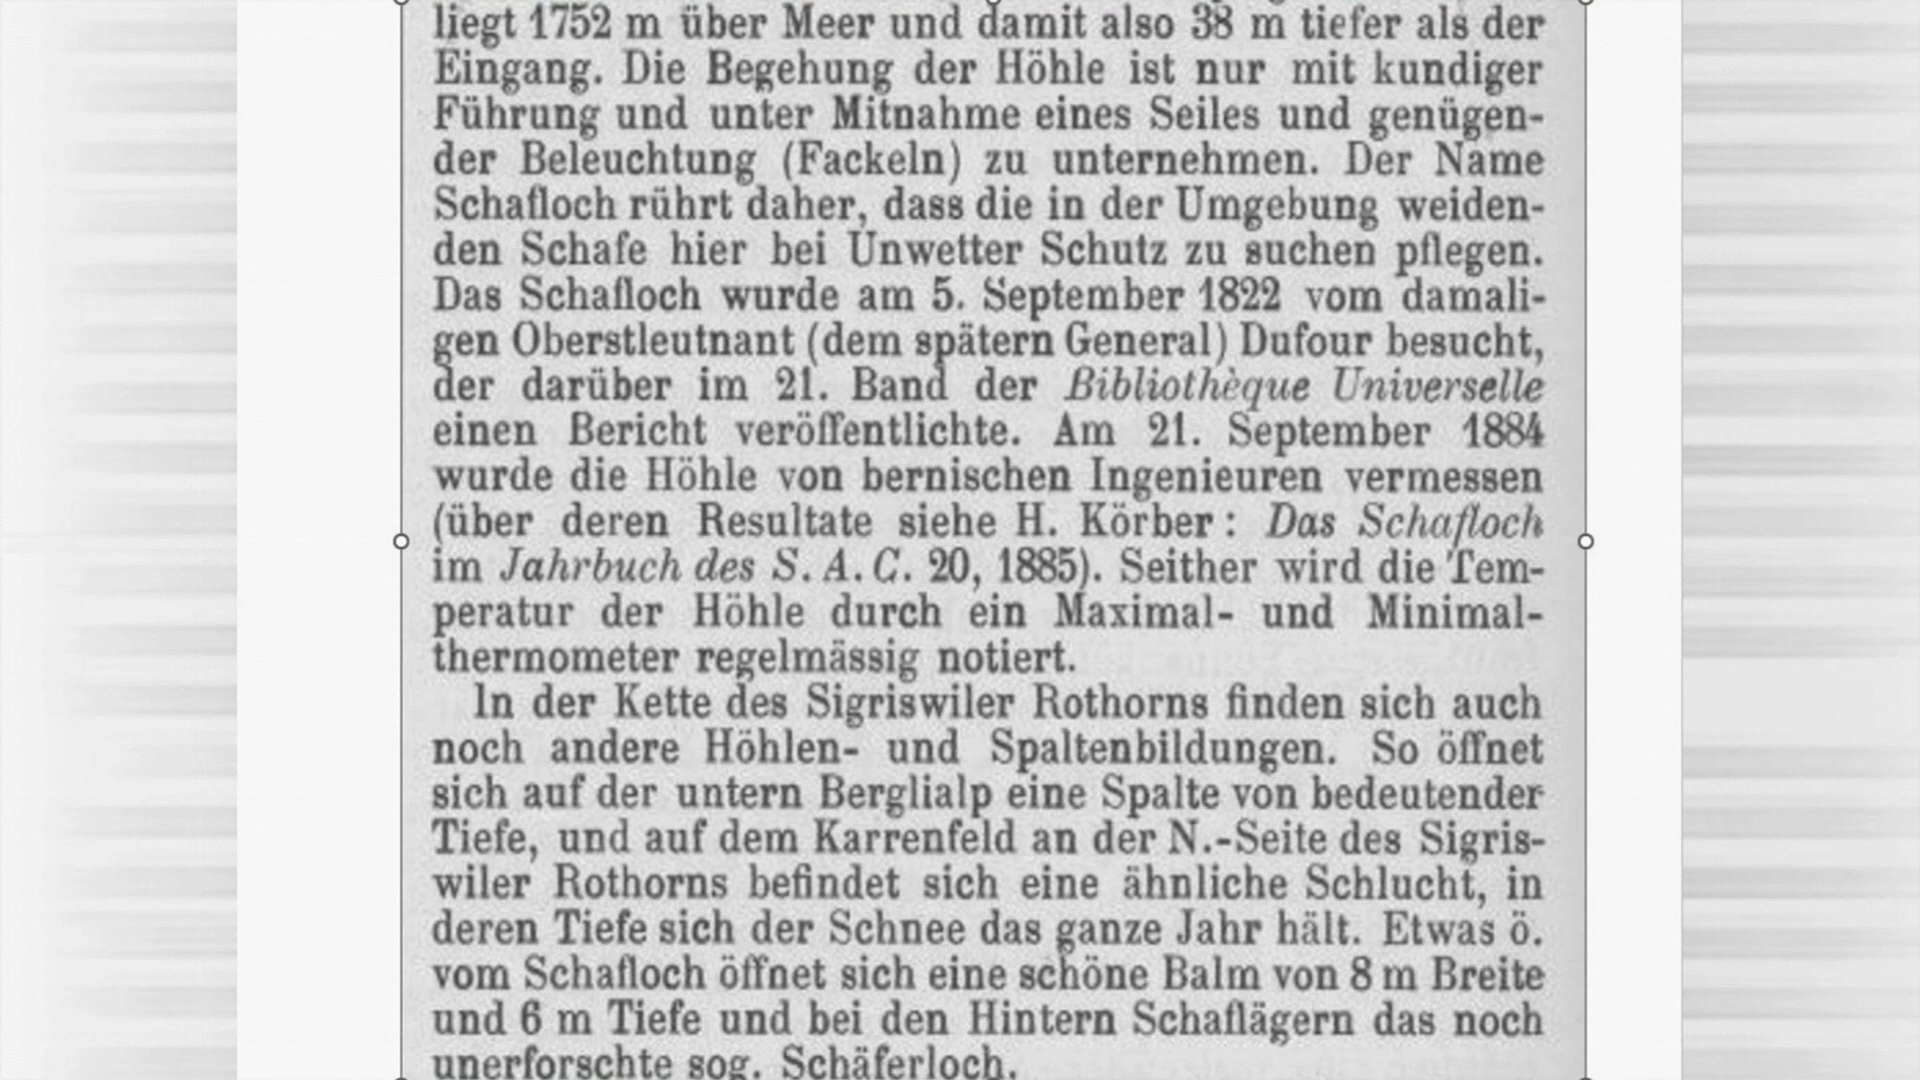 liegt 1752 m über Meer und damit also 38 m tiefer als der
Eingang. Die Begehung der Höhle ist nur mit kundiger
Führung und unter Mitnahme eines Seiles und genügen-
der Beleuchtung (Fackeln) zu unternehmen. Der Name
Schafloch rührt daher, dass die in der Umgebung weiden-
den Schafe hier bei Unwetter Schutz zu suchen pflegen.
Das Schafloch wurde am 5. September 1822 vom damali-
gen Oberstleutnant (dem spätern General) Dufour besucht,
der darüber im 21. Band der Bibliothèque Universelle
einen Bericht veröffentlichte. Am 21. September 1884
wurde die Höhle von bernischen Ingenieuren vermessen
(über deren Resultate siehe H. Körber: Das Schafloch
im Jahrbuch des S. A. C. 20, 1885). Seither wird die Tem-
peratur der Höhle durch ein Maximal- und Minimal-
thermometer regelmässig notiert.
In der Kette des Sigriswiler Rothorns finden sich auch
noch andere Höhlen- und Spaltenbildungen. So öffnet
sich auf der untern Berglialp eine Spalte von bedeutender
Tiefe, und auf dem Karrenfeld an der N.-Seite des Sigris-
wiler Rothorns befindet sich eine ähnliche Schlucht, in
deren Tiefe sich der Schnee das ganze Jahr hält. Etwas ö.
vom Schafloch öffnet sich eine schöne Balm von 8 m Breite
und 6 m Tiefe und bei den Hintern Schaflägern das noch
unerforschte sog. Schäferloch.